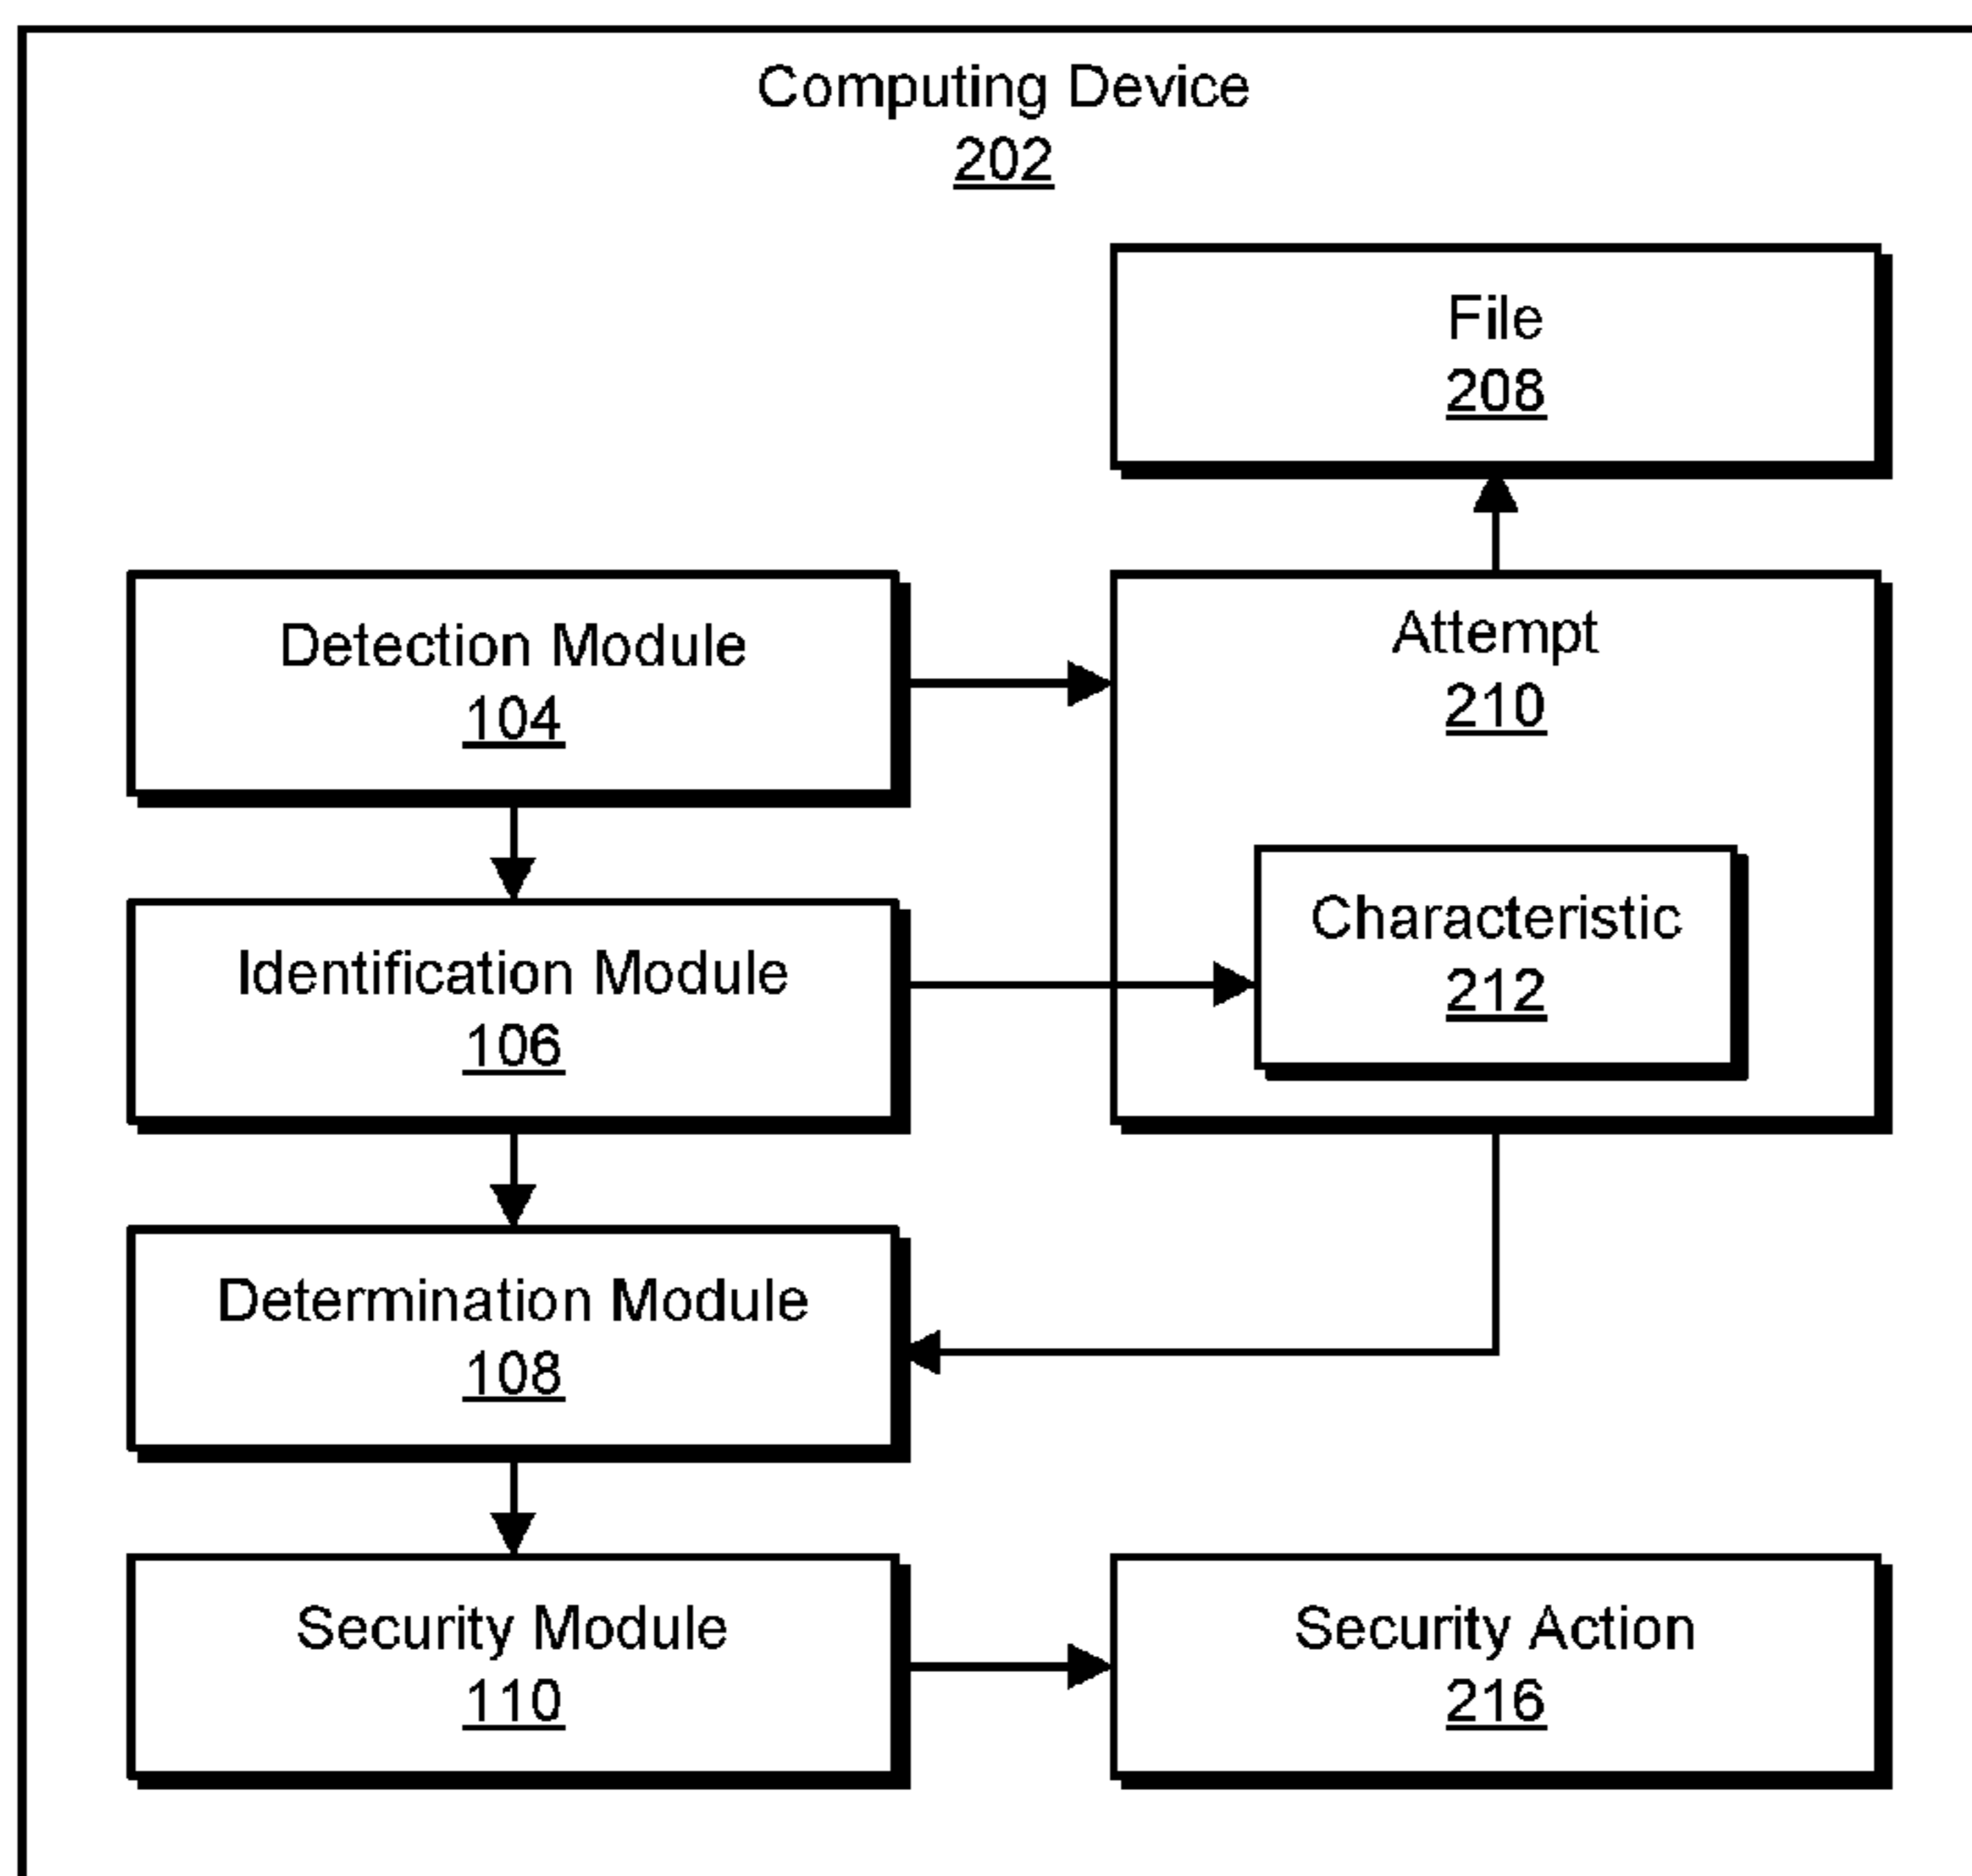 Computing Device
202
File
208
Detection Module
104
Attempt
210
Identification Module
106
Characteristic
212
Determination Module
108
Security Module
110
Security Action
216